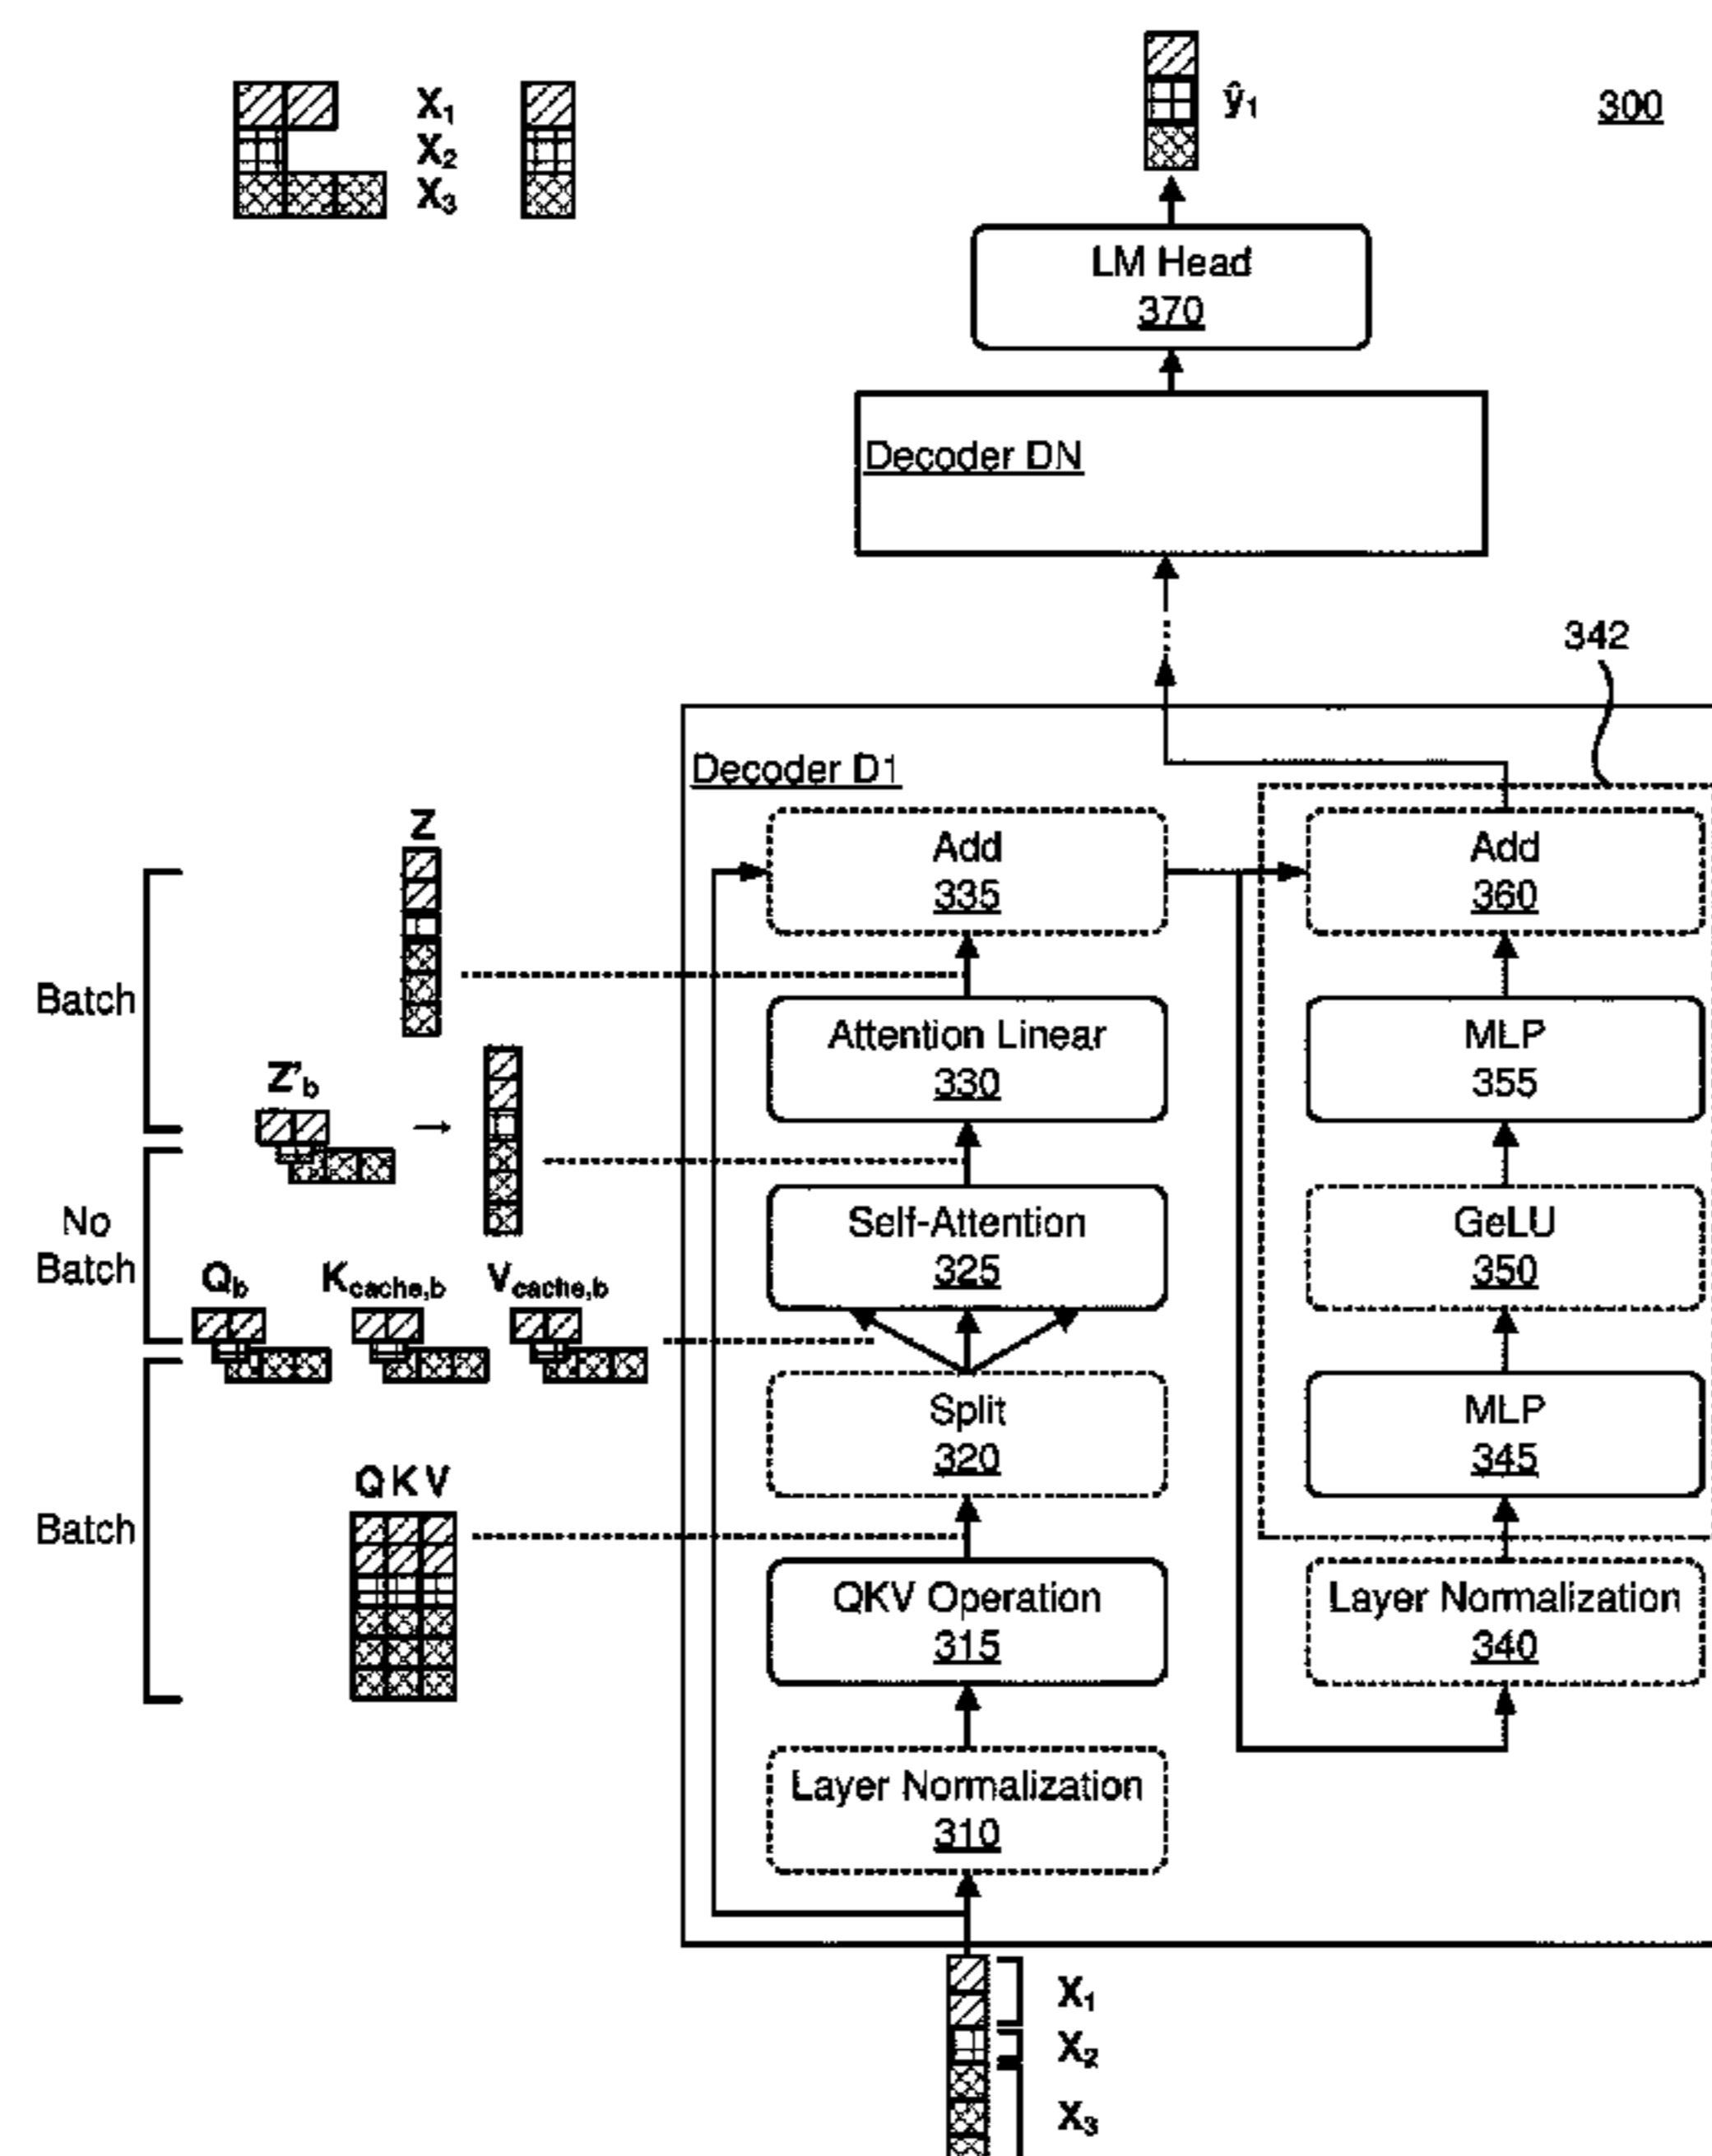 X₁
X₂
X₃
ŷ₁
300
LM Head
370
Decoder DN
342
Decoder D1
Z
Add
335
Add
360
Batch
Attention Linear
330
MLP
355
Z'b
No
Batch
Self-Attention
325
GeLU
350
Qb
Kcache,b
Vcache,b
Split
320
MLP
345
Batch
Q K V
QKV Operation
315
Layer Normalization
340
Layer Normalization
310
X₁
X₂
X₃